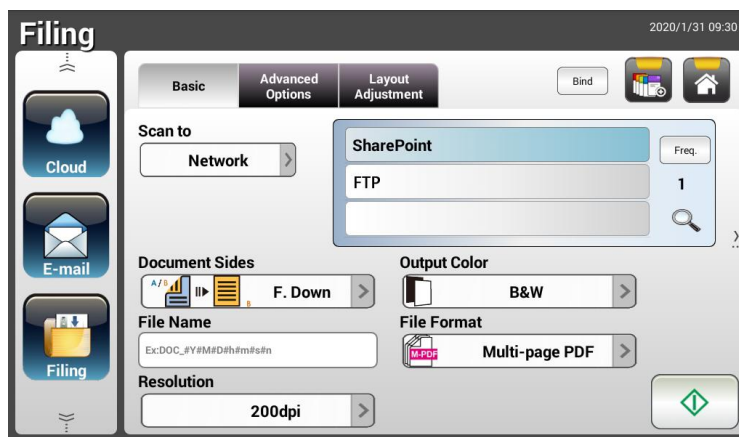 Filing
2020/1/31 09:30
Basic
Advanced
Options
Layout
Adjustment
Bind
Cloud
E-mail
Filing
Scan to
Network
SharePoint
FTP
Freq.
1
Document Sides
A/B
B
F. Down
Output Color
B&W
File Name
Ex:DOC_#Y#M#D#h#m#s#n
File Format
M-PDF
Multi-page PDF
Resolution
200dpi